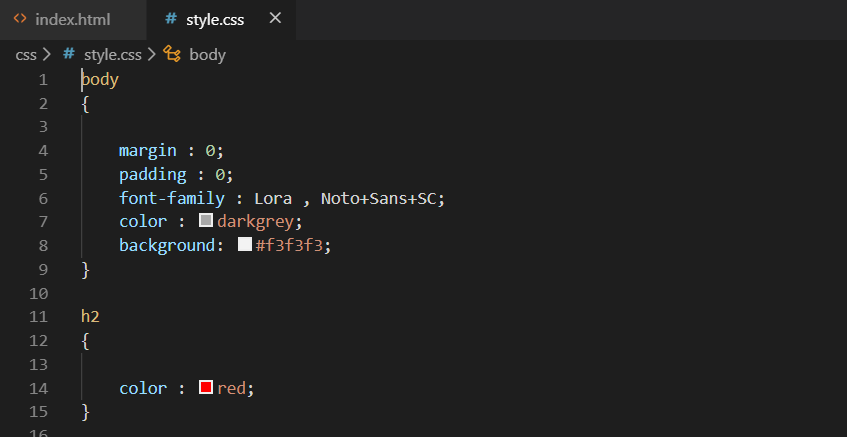 index.html # style.css ×
css > # style.css > body
1 body
2 {
3
4 margin : 0;
5 padding : 0;
6 font-family : Lora , Noto+Sans+SC;
7 color : darkgrey;
8 background: #f3f3f3;
9 }
10
11 h2
12 {
13
14 color : red;
15 }
16